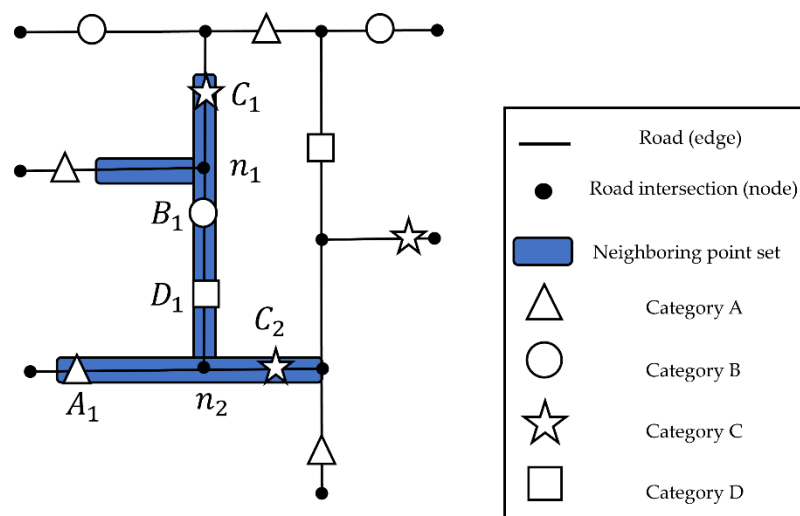 C₁
n₁
B₁
D₁
C₂
A₁
n₂
Road (edge)
Road intersection (node)
Neighboring point set
Category A
Category B
Category C
Category D